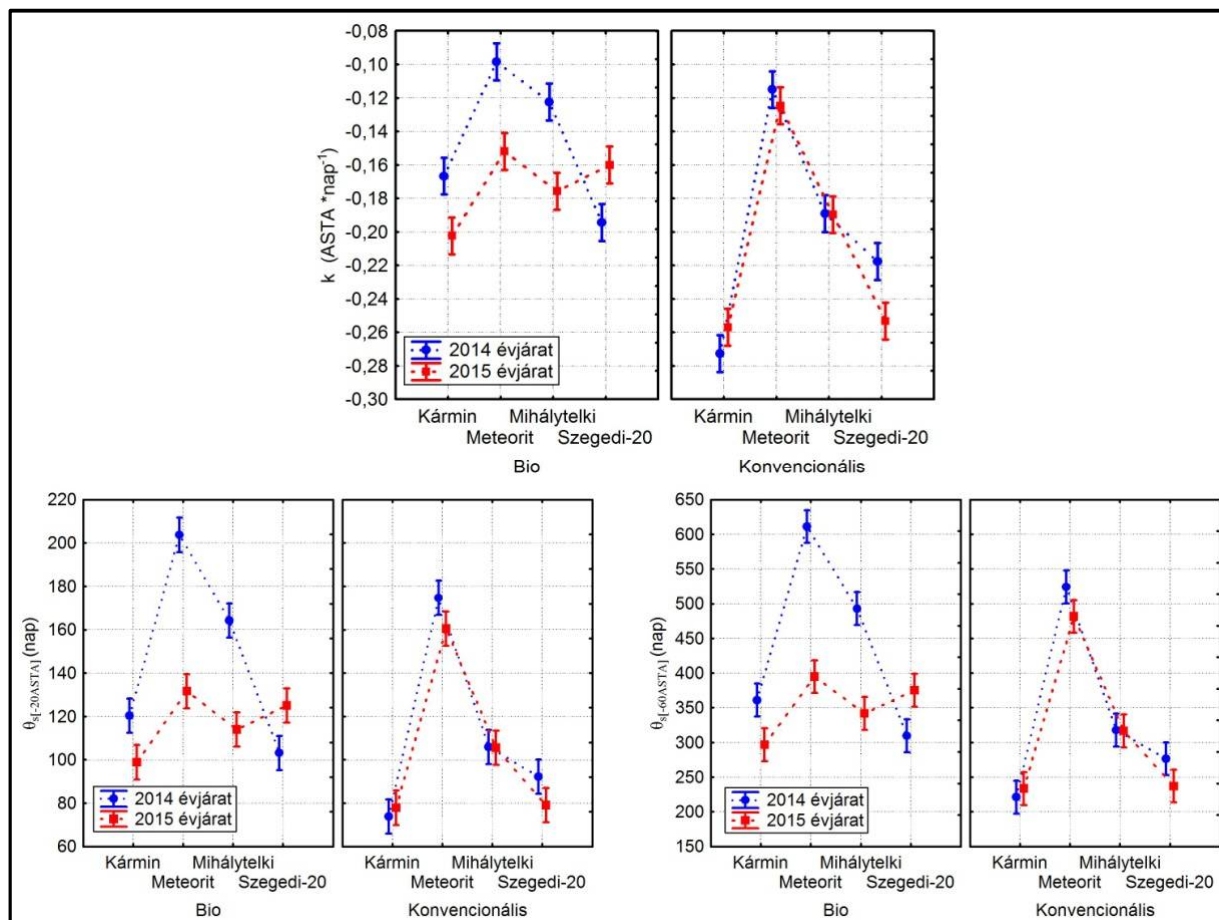 -0,08
-0,10
-0,12
-0,14
-0,16
-0,18
-0,20
-0,22
-0,24
-0,26
-0,28
-0,30
k (ASTA *nap⁻¹)
2014 évjárat
2015 évjárat
Kármin Mihálytelki
Meteorit Szegedi-20
Bio
Kármin Mihálytelki
Meteorit Szegedi-20
Konvencionális
220
200
180
160
140
120
100
80
60
θs[-20ASTA] (nap)
2014 évjárat
2015 évjárat
Kármin Mihálytelki
Meteorit Szegedi-20
Bio
Kármin Mihálytelki
Meteorit Szegedi-20
Konvencionális
650
600
550
500
450
400
350
300
250
200
150
θs[-60ASTA] (nap)
2014 évjárat
2015 évjárat
Kármin Mihálytelki
Meteorit Szegedi-20
Bio
Kármin Mihálytelki
Meteorit Szegedi-20
Konvencionális